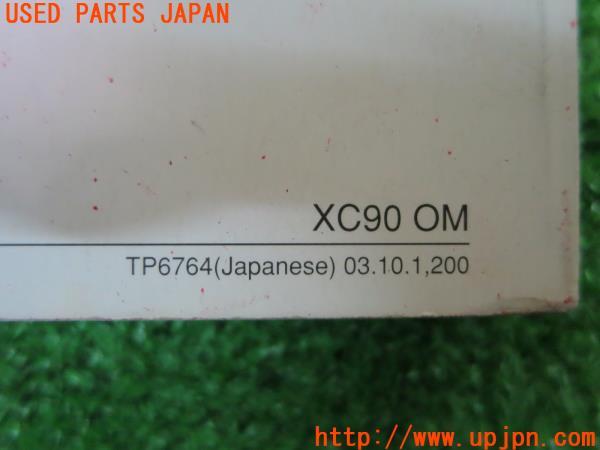 USED PARTS JAPAN
XC90 OM
TP6764(Japanese) 03.10.1,200
http://www.upjpn.com